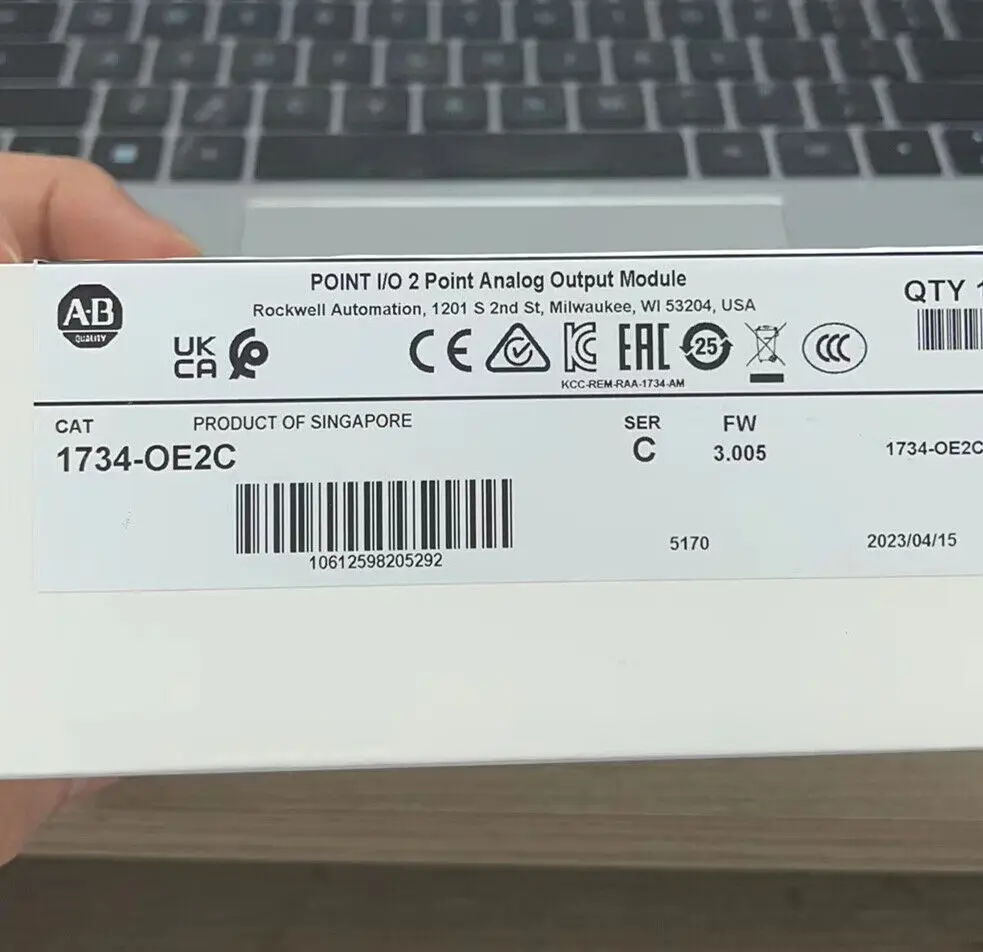 POINT I/O 2 Point Analog Output Module
Rockwell Automation, 1201 S 2nd St, Milwaukee, WI 53204, USA
QTY
A-B
QUALITY
UK
CA
CE
EAC
25
CCC
KCC-REM-RAA-1734-AM
CAT
PRODUCT OF SINGAPORE
SER
FW
1734-OE2C
C
3.005
1734-OE2C
10612598205292
5170
2023/04/15